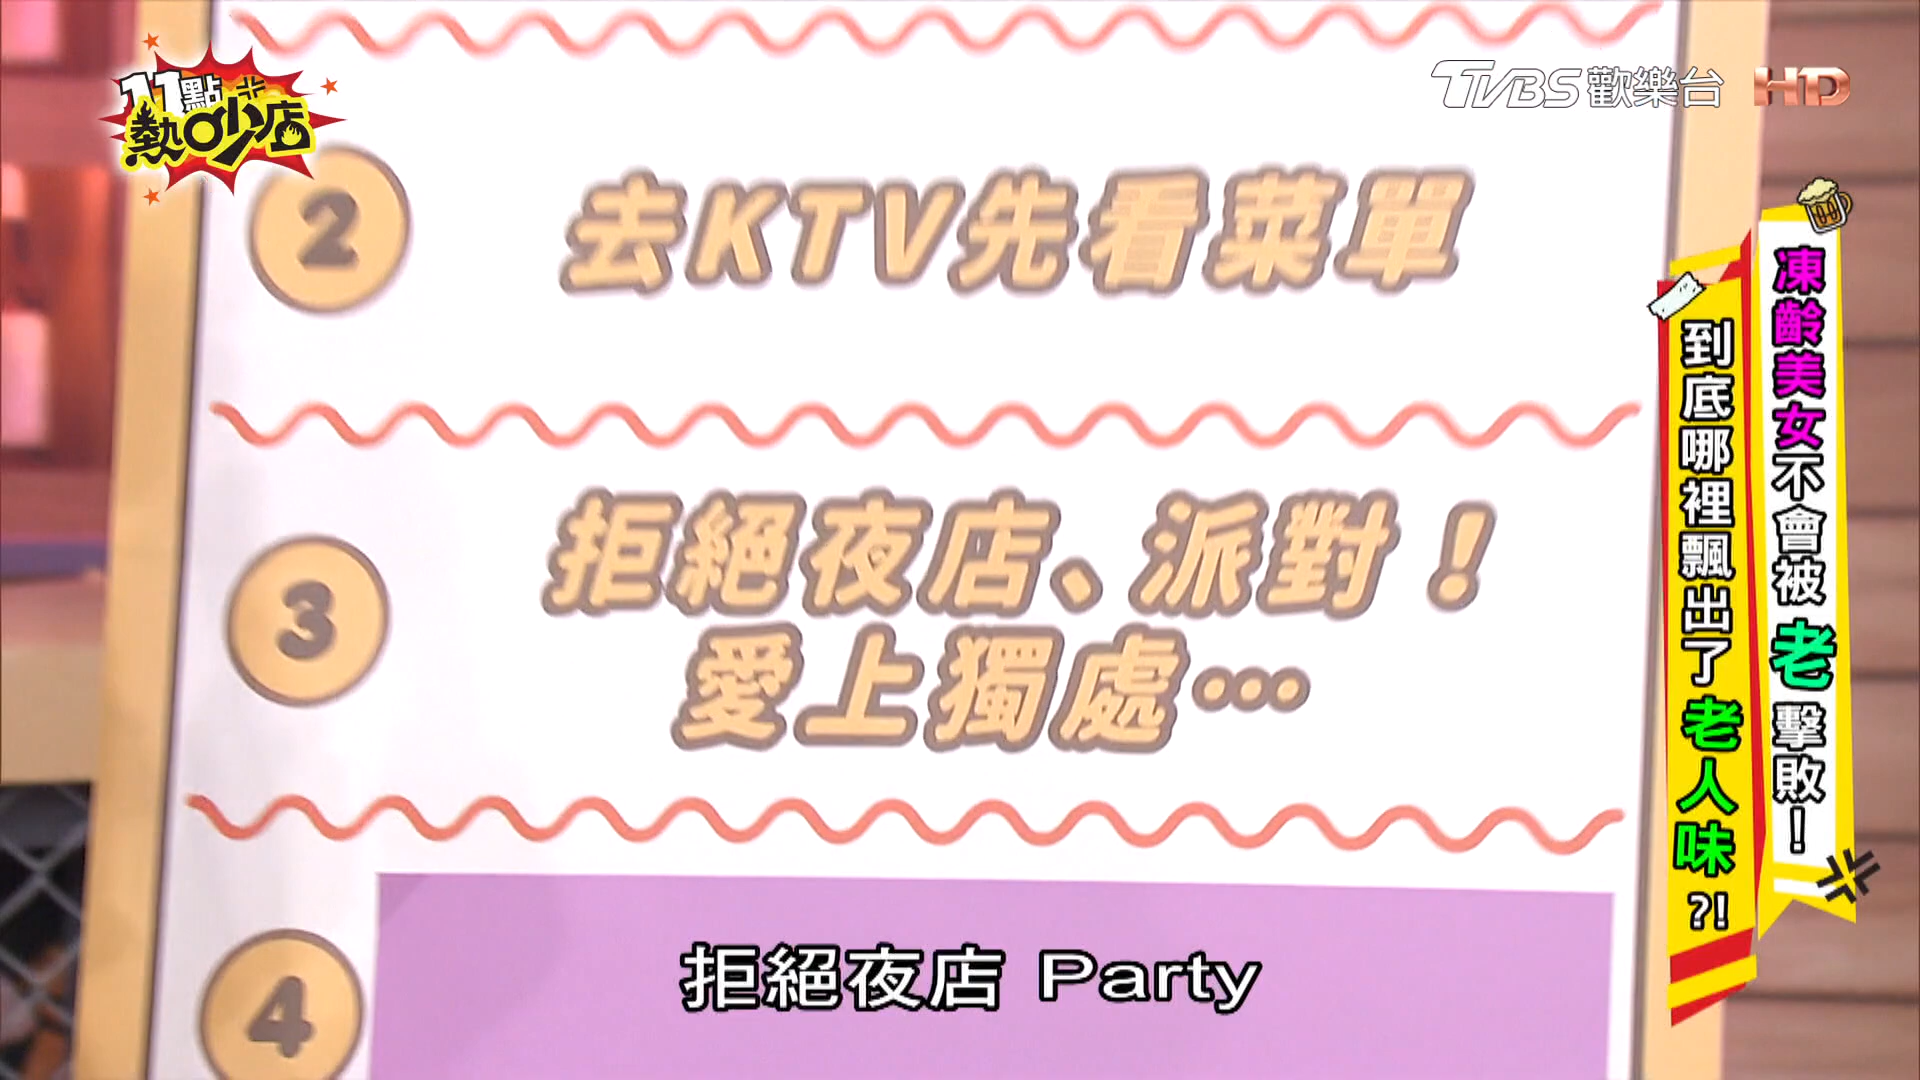 11點
熱吵店
TVBS歡樂台 HD
2
去KTV先看菜單
3
拒絕夜店、派對！
愛上獨處…
4
拒絕夜店 Party
凍齡美女不會被老擊敗！
到底哪裡飄出了老人味?!